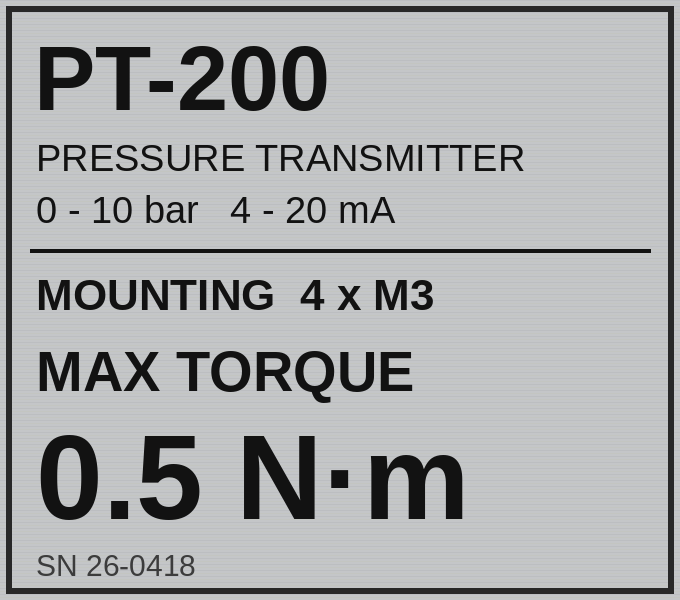 PT-200
PRESSURE TRANSMITTER
0 - 10 bar   4 - 20 mA
MOUNTING  4 x M3
MAX TORQUE
0.5 N·m
SN 26-0418